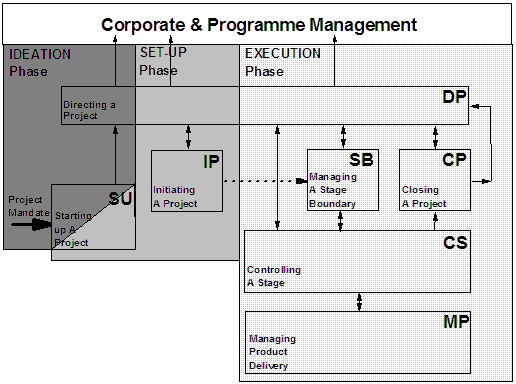 Corporate & Programme Management
IDEATION
Phase
SET-UP
Phase
EXECUTION
Phase
DP
Directing a
Project
IP
Initiating
A Project
SB
Managing
A Stage
Boundary
CP
Closing
A Project
SU
Project
Mandate
Starting
up A
Project
CS
Controlling
A Stage
MP
Managing
Product
Delivery